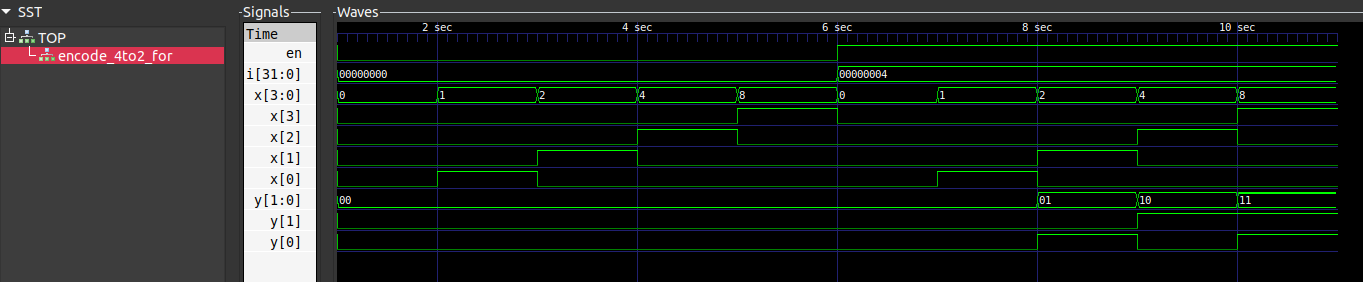 SST
Signals
Waves
TOP
encode_4to2_for
Time
2 sec 4 sec 6 sec 8 sec 10 sec
en
i[31:0] 00000000 00000004
x[3:0] 0 1 2 4 8 0 1 2 4 8
x[3]
x[2]
x[1]
x[0]
y[1:0] 00 01 10 11
y[1]
y[0]